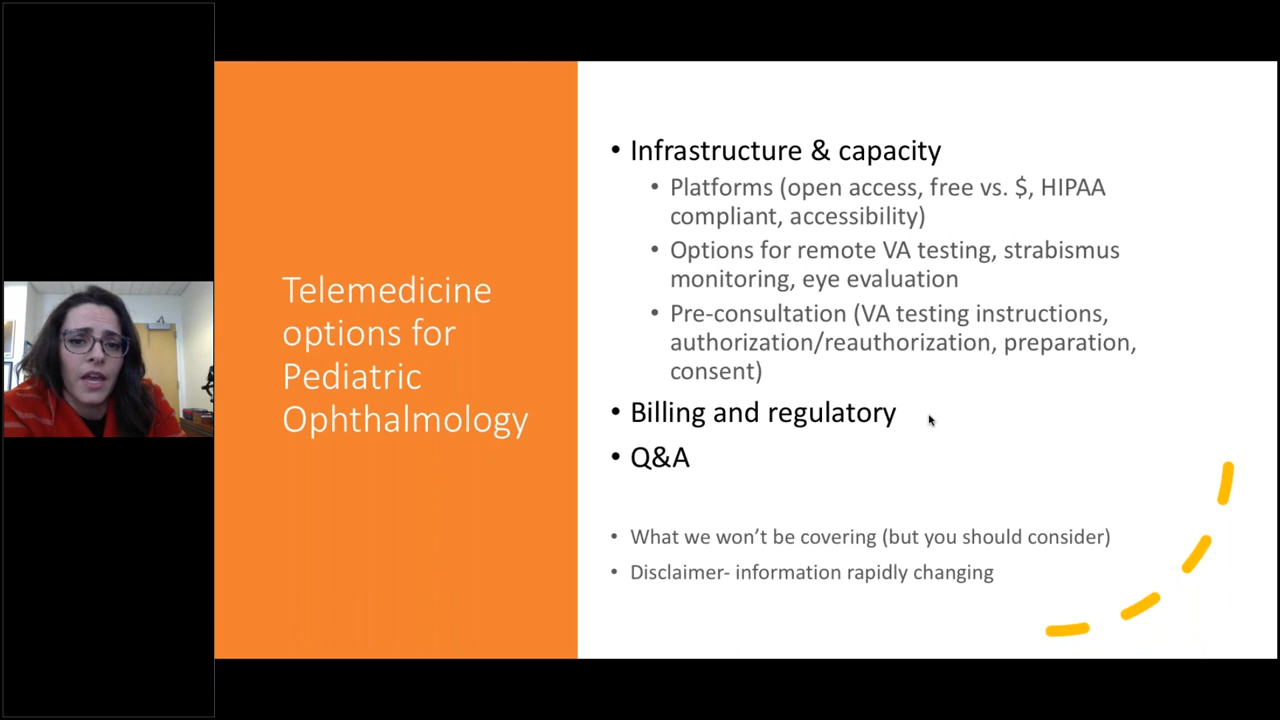 Telemedicine
options for
Pediatric
Ophthalmology
• Infrastructure & capacity
• Platforms (open access, free vs. $, HIPAA
compliant, accessibility)
• Options for remote VA testing, strabismus
monitoring, eye evaluation
• Pre-consultation (VA testing instructions,
authorization/reauthorization, preparation,
consent)
• Billing and regulatory
• Q&A
• What we won’t be covering (but you should consider)
• Disclaimer- information rapidly changing